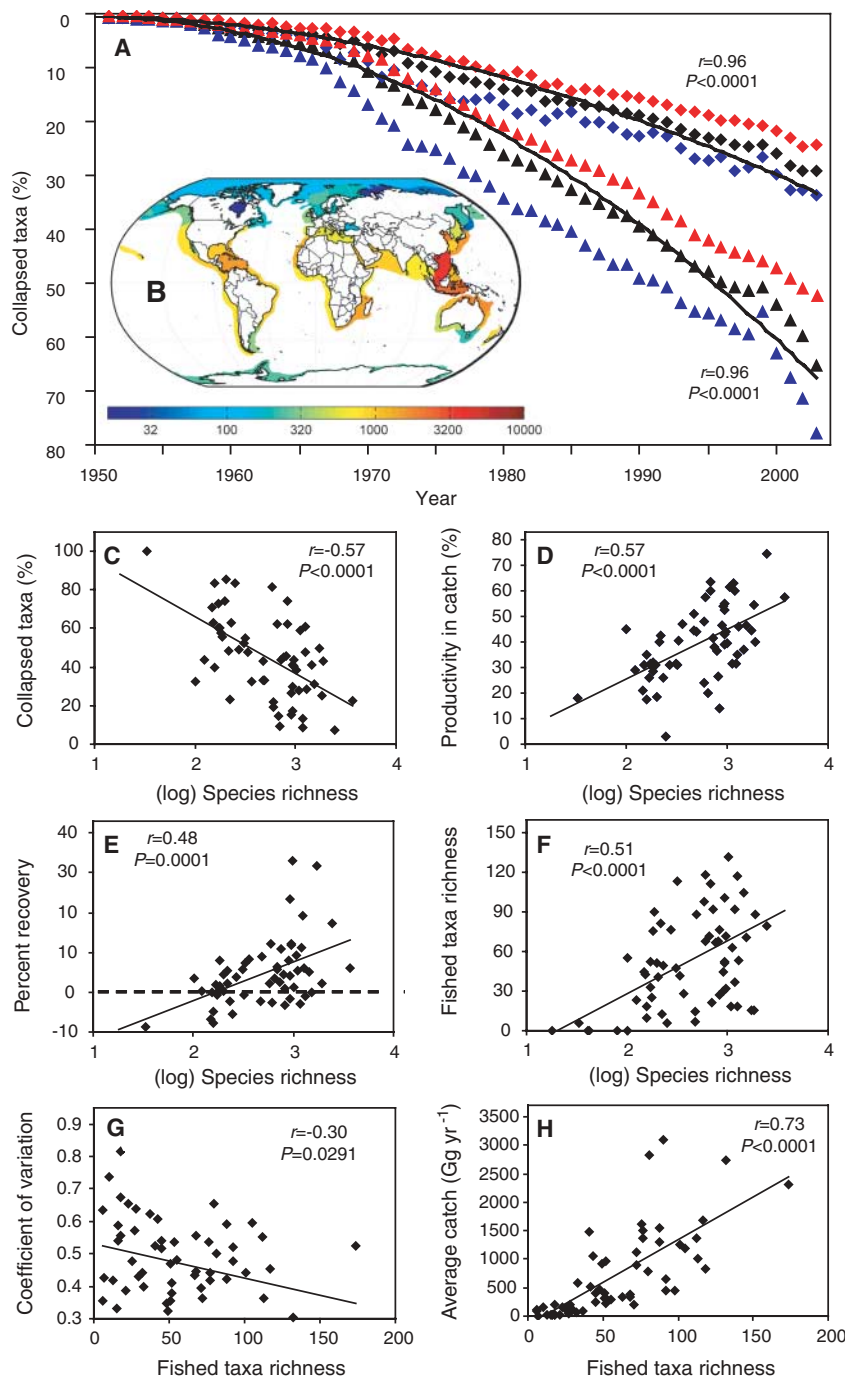 A
0
10
20
30
40
50
60
70
80
Collapsed taxa (%)
r=0.96
P<0.0001
B
32 100 320 1000 3200 10000
r=0.96
P<0.0001
1950 1960 1970 1980 1990 2000
Year
C
r=-0.57
P<0.0001
100
80
60
40
20
0
Collapsed taxa (%)
1 2 3 4
(log) Species richness
D
r=0.57
P<0.0001
80
70
60
50
40
30
20
10
0
Productivity in catch (%)
1 2 3 4
(log) Species richness
E
r=0.48
P=0.0001
40
30
10
10
0
-10
Percent recovery
1 2 3 4
(log) Species richness
F
r=0.51
P<0.0001
150
120
90
60
30
0
Fished taxa richness
1 2 3 4
(log) Species richness
G
r=-0.30
P=0.0291
0.9
0.8
0.7
0.6
0.5
0.4
0.3
Coefficient of variation
0 50 100 150 200
Fished taxa richness
H
r=0.73
P<0.0001
3500
3000
2500
2000
1500
1000
500
0
Average catch (Gg yr⁻¹)
0 50 100 150 200
Fished taxa richness